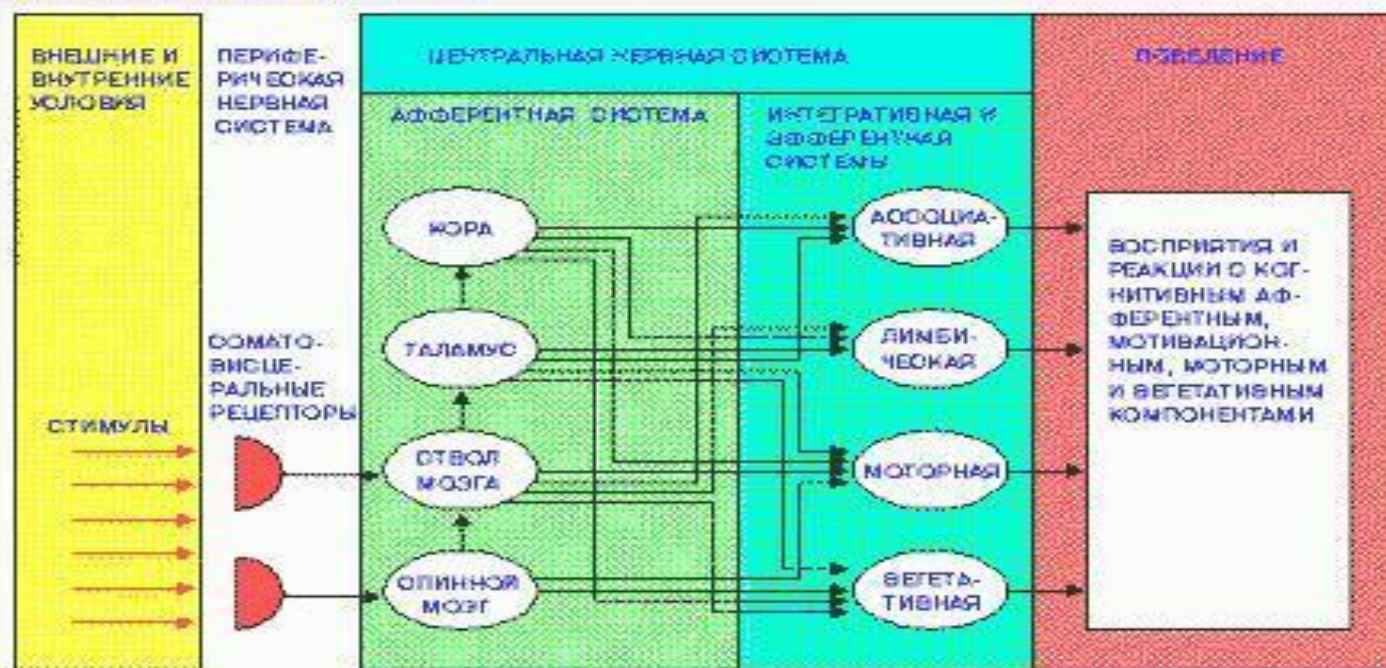 ВНЕШНИЕ И
ВНУТРЕННИЕ
УСЛОВИЯ
СТИМУЛЫ
ПЕРИФЕ-
РИЧЕСКАЯ
НЕРВНАЯ
СИСТЕМА
СОМАТО-
ВИСЦЕ-
РАЛЬНЫЕ
РЕЦЕПТОРЫ
ЦЕНТРАЛЬНАЯ НЕРВНАЯ СИСТЕМА
АФФЕРЕНТНАЯ СИСТЕМА
КОРА
ТАЛАМУС
СТВОЛ
МОЗГА
СПИННОЙ
МОЗГ
ИНТЕГРАТИВНАЯ И
ЭФФЕРЕНТНАЯ
СИСТЕМЫ
АССОЦИА-
ТИВНАЯ
ЛИМБИ-
ЧЕСКАЯ
МОТОРНАЯ
ВЕГЕТА-
ТИВНАЯ
ПОВЕДЕНИЕ
ВОСПРИЯТИЯ И
РЕАКЦИИ С КОГ-
НИТИВНЫМ АФ-
ФЕРЕНТНЫМ,
МОТИВАЦИОН-
НЫМ, МОТОРНЫМ
И ВЕГЕТАТИВНЫМ
КОМПОНЕНТАМИ